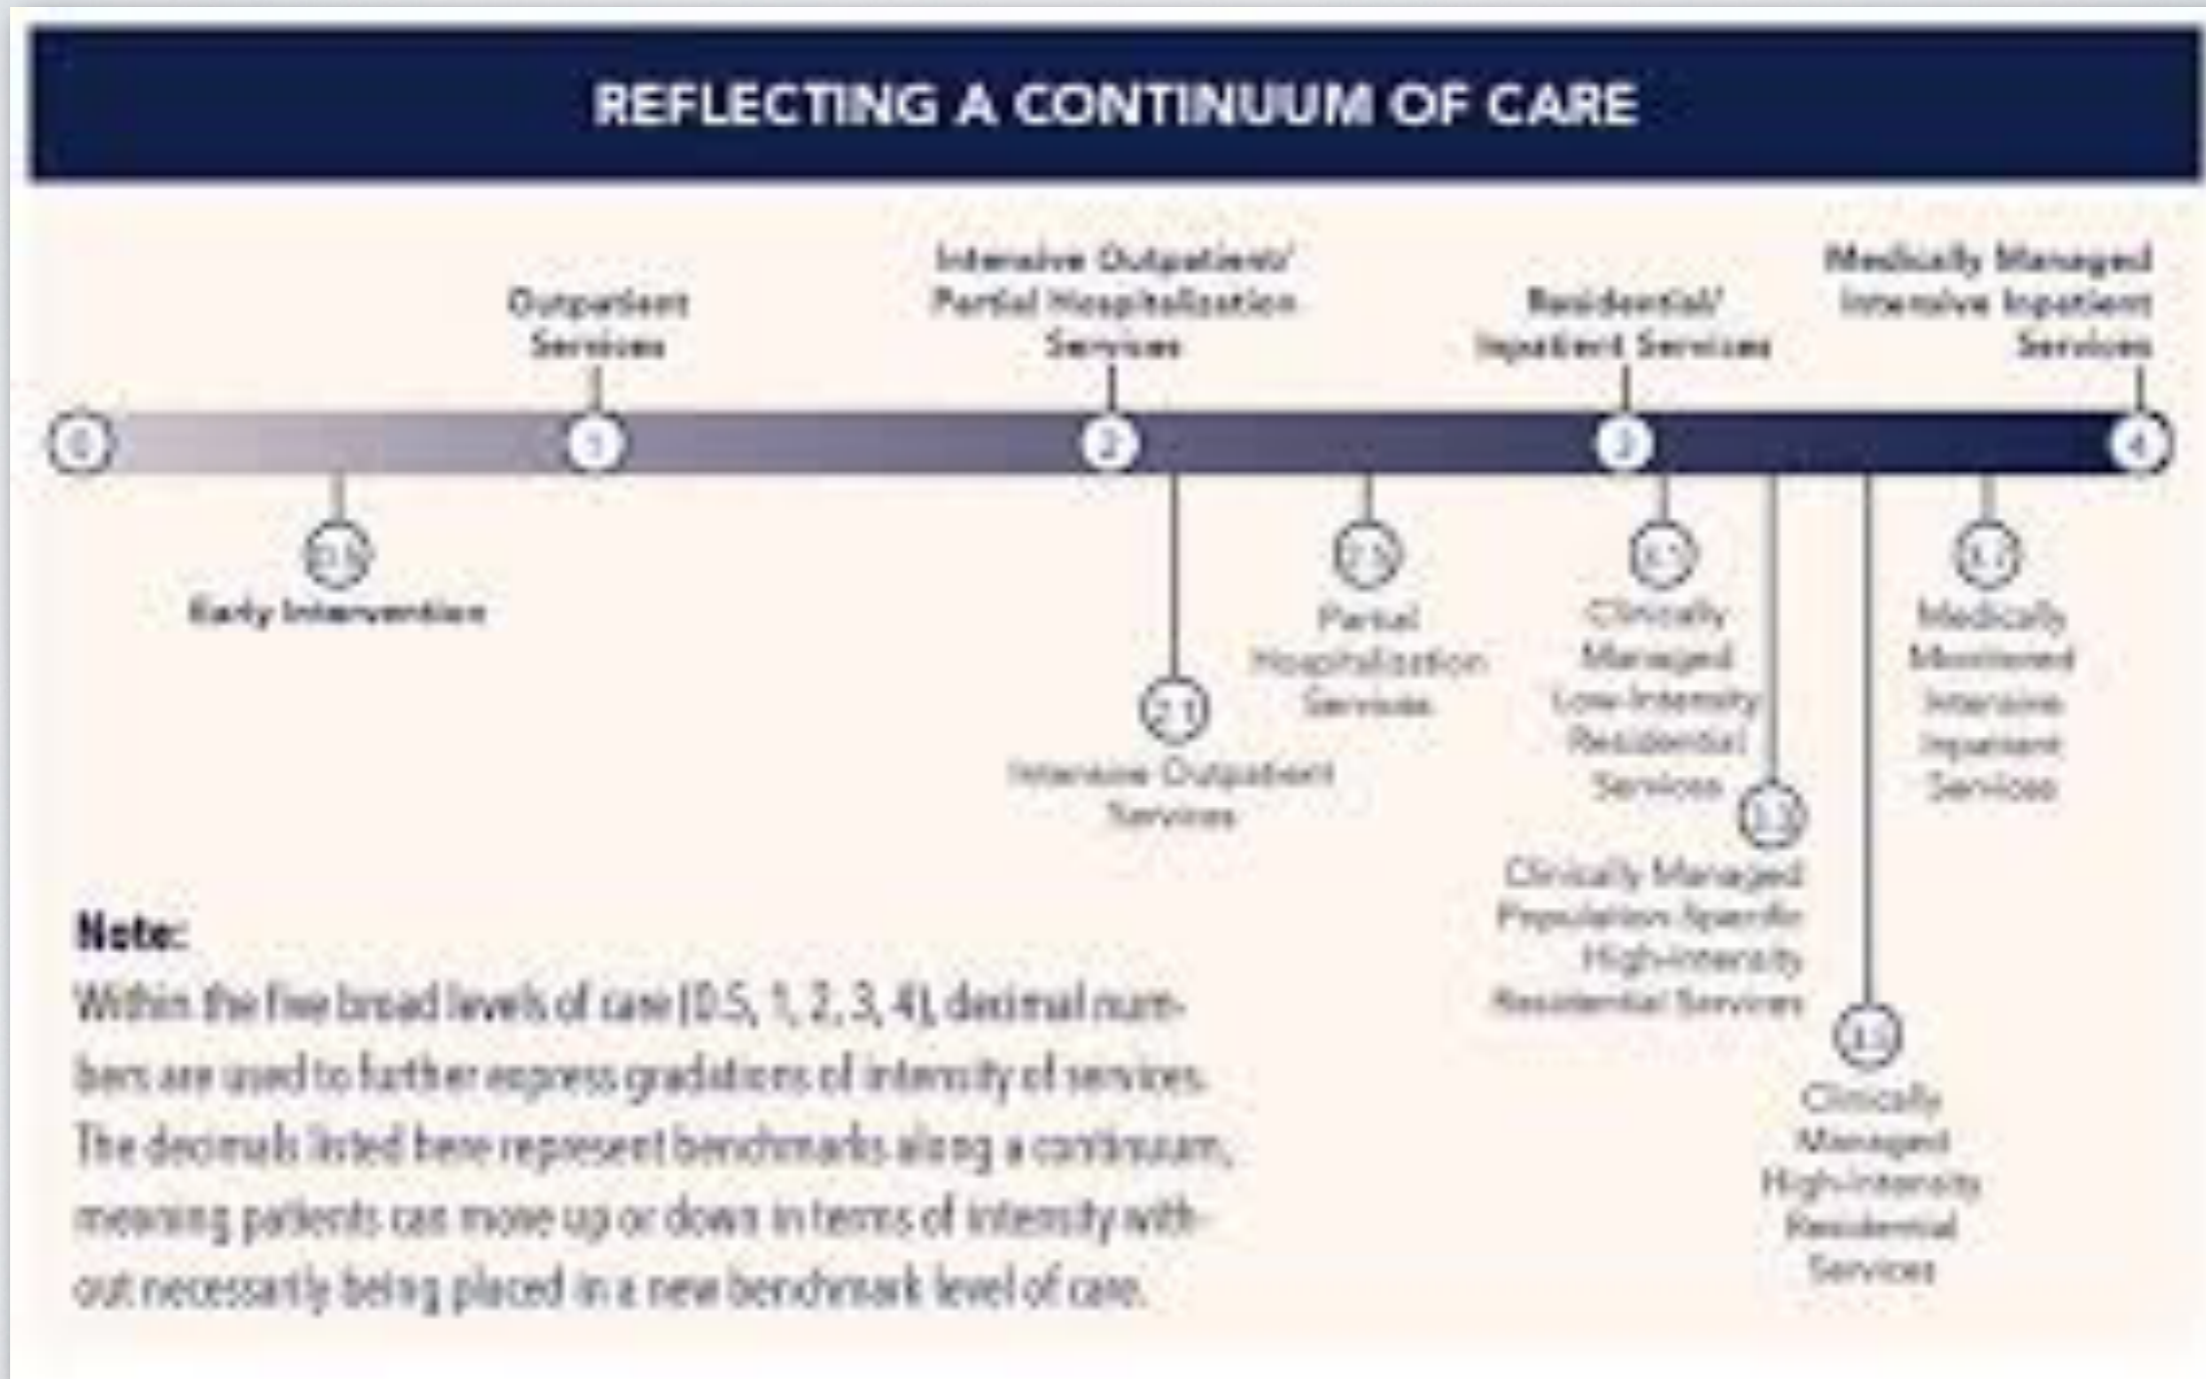 REFLECTING A CONTINUUM OF CARE
Outpatient
Services
Intensive Outpatient/
Partial Hospitalization
Services
Residential/
Inpatient Services
Medically Managed
Intensive Inpatient
Services
0
1
2
3
4
0.5
Early Intervention
2.1
Intensive Outpatient
Services
2.5
Partial
Hospitalization
Services
3.1
Clinically
Managed
Low-Intensity
Residential
Services
3.3
Clinically Managed
Population-Specific
High-Intensity
Residential Services
3.5
Clinically
Managed
High-Intensity
Residential
Services
3.7
Medically
Monitored
Intensive
Inpatient
Services
Note:
Within the five broad levels of care (0.5, 1, 2, 3, 4), decimal num-
bers are used to further express gradations of intensity of services.
The decimals listed here represent benchmarks along a continuum,
meaning patients can move up or down in terms of intensity with-
out necessarily being placed in a new benchmark level of care.